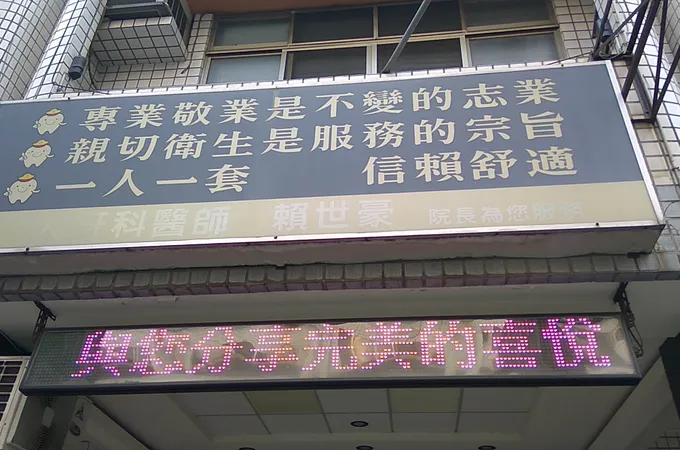 專業敬業是不變的志業
親切衛生是服務的宗旨
一人一套 信賴舒適
牙科醫師 賴世豪 院長為您服務
與您分享完美的喜悅